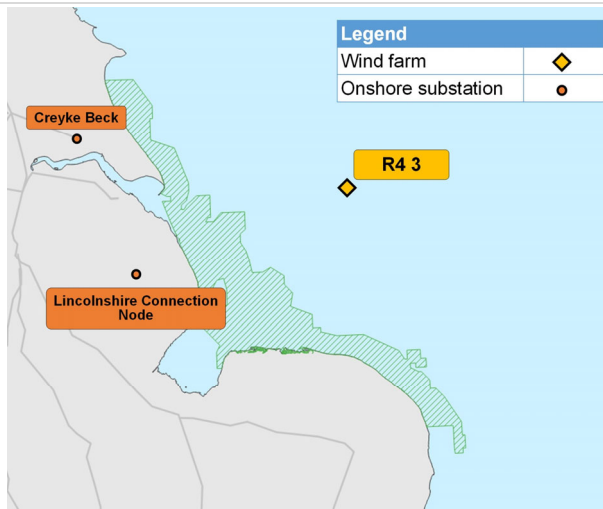 Legend
Wind farm
Onshore substation
Creyke Beck
R4 3
Lincolnshire Connection
Node